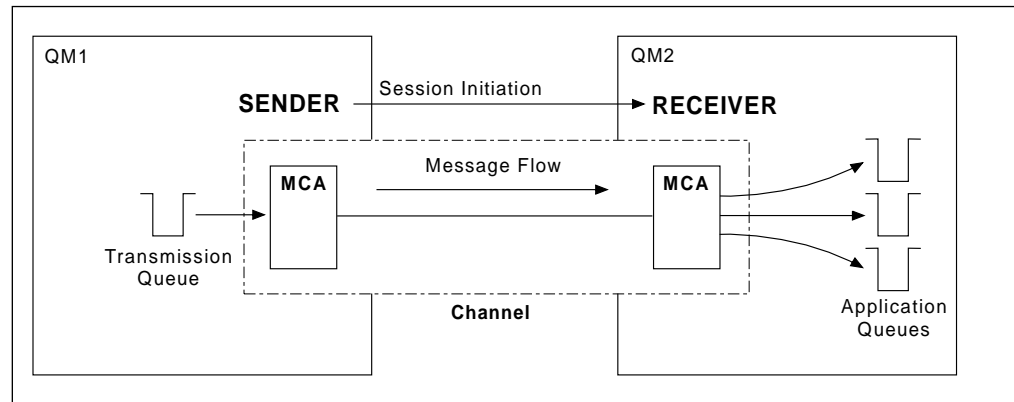 QM1
QM2
Session Initiation
SENDER
RECEIVER
Message Flow
MCA
MCA
Transmission
Queue
Channel
Application
Queues